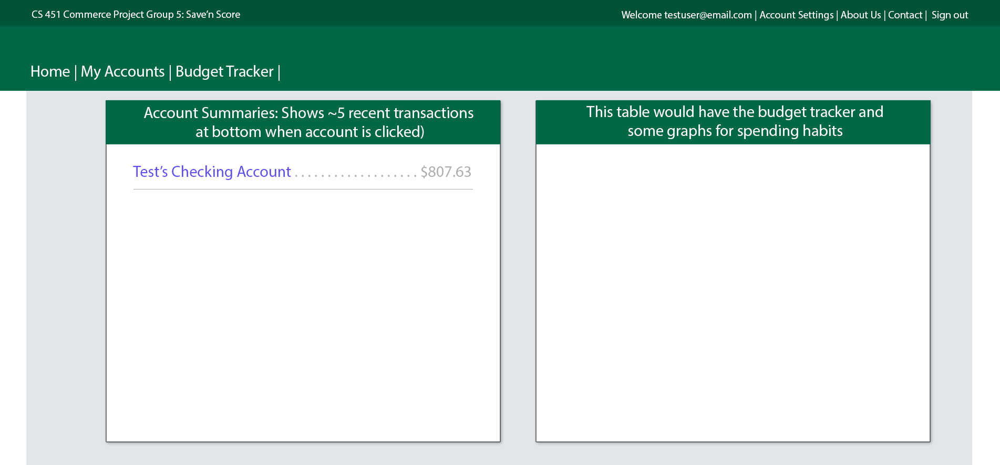 CS 451 Commerce Project Group 5: Save’n Score
Welcome testuser@email.com | Account Settings | About Us | Contact | Sign out
Home | My Accounts | Budget Tracker |
Account Summaries: Shows ~5 recent transactions
at bottom when account is clicked)
Test’s Checking Account . . . . . . . . . . . . . . . . . . . $807.63
This table would have the budget tracker and
some graphs for spending habits